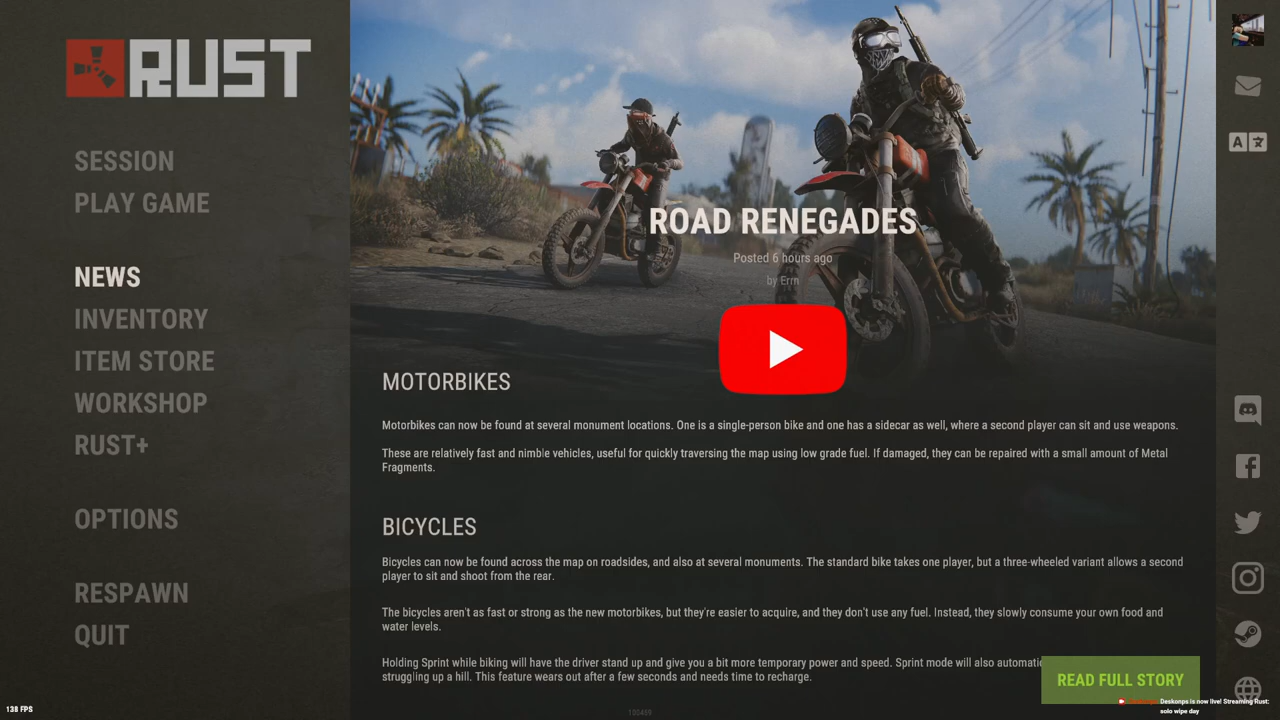 RUST
SESSION
PLAY GAME
NEWS
INVENTORY
ITEM STORE
WORKSHOP
RUST+
OPTIONS
RESPAWN
QUIT
138 FPS
ROAD RENEGADES
Posted 6 hours ago
by Errn
MOTORBIKES
Motorbikes can now be found at several monument locations. One is a single-person bike and one has a sidecar as well, where a second player can sit and use weapons.
These are relatively fast and nimble vehicles, useful for quickly traversing the map using low grade fuel. If damaged, they can be repaired with a small amount of Metal
Fragments.
BICYCLES
Bicycles can now be found across the map on roadsides, and also at several monuments. The standard bike takes one player, but a three-wheeled variant allows a second
player to sit and shoot from the rear.
The bicycles aren't as fast or strong as the new motorbikes, but they're easier to acquire, and they don't use any fuel. Instead, they slowly consume your own food and
water levels.
Holding Sprint while biking will have the driver stand up and give you a bit more temporary power and speed. Sprint mode will also automatic
struggling up a hill. This feature wears out after a few seconds and needs time to recharge.
READ FULL STORY
100469
A
Deskonps is now live! Streaming Rust:
solo wipe day